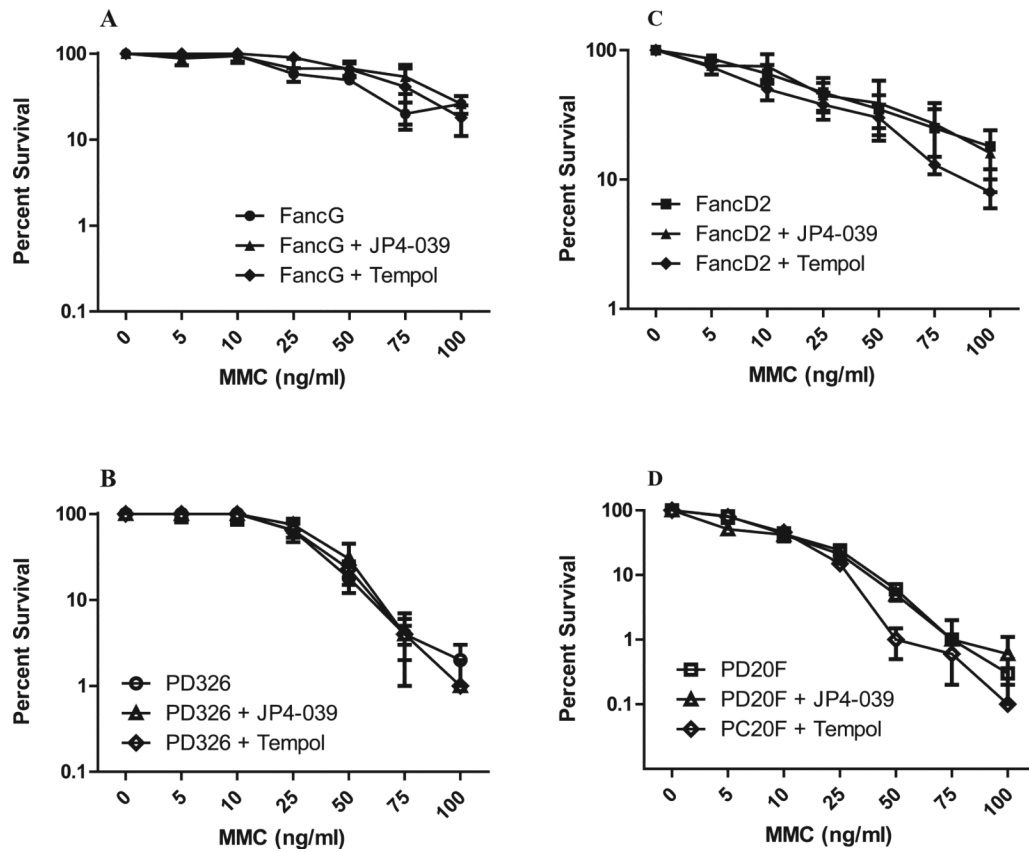 A
Percent Survival
100
10
1
0.1
FancG
FancG + JP4-039
FancG + Tempol
0 5 10 25 50 75 100
MMC (ng/ml)
C
Percent Survival
100
10
1
FancD2
FancD2 + JP4-039
FancD2 + Tempol
0 5 10 25 50 75 100
MMC (ng/ml)
B
Percent Survival
100
10
1
0.1
PD326
PD326 + JP4-039
PD326 + Tempol
0 5 10 25 50 75 100
MMC (ng/ml)
D
Percent Survival
100
10
1
0.1
PD20F
PD20F + JP4-039
PC20F + Tempol
0 5 10 25 50 75 100
MMC (ng/ml)